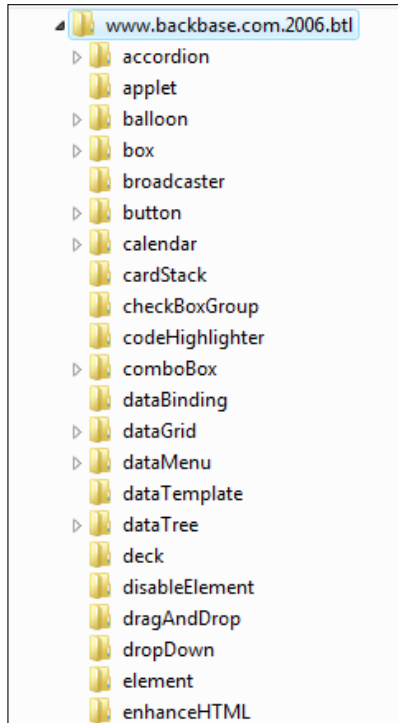 www.backbase.com.2006.btl
accordion
applet
balloon
box
broadcaster
button
calendar
cardStack
checkBoxGroup
codeHighlighter
comboBox
dataBinding
dataGrid
dataMenu
dataTemplate
dataTree
deck
disableElement
dragAndDrop
dropDown
element
enhanceHTML